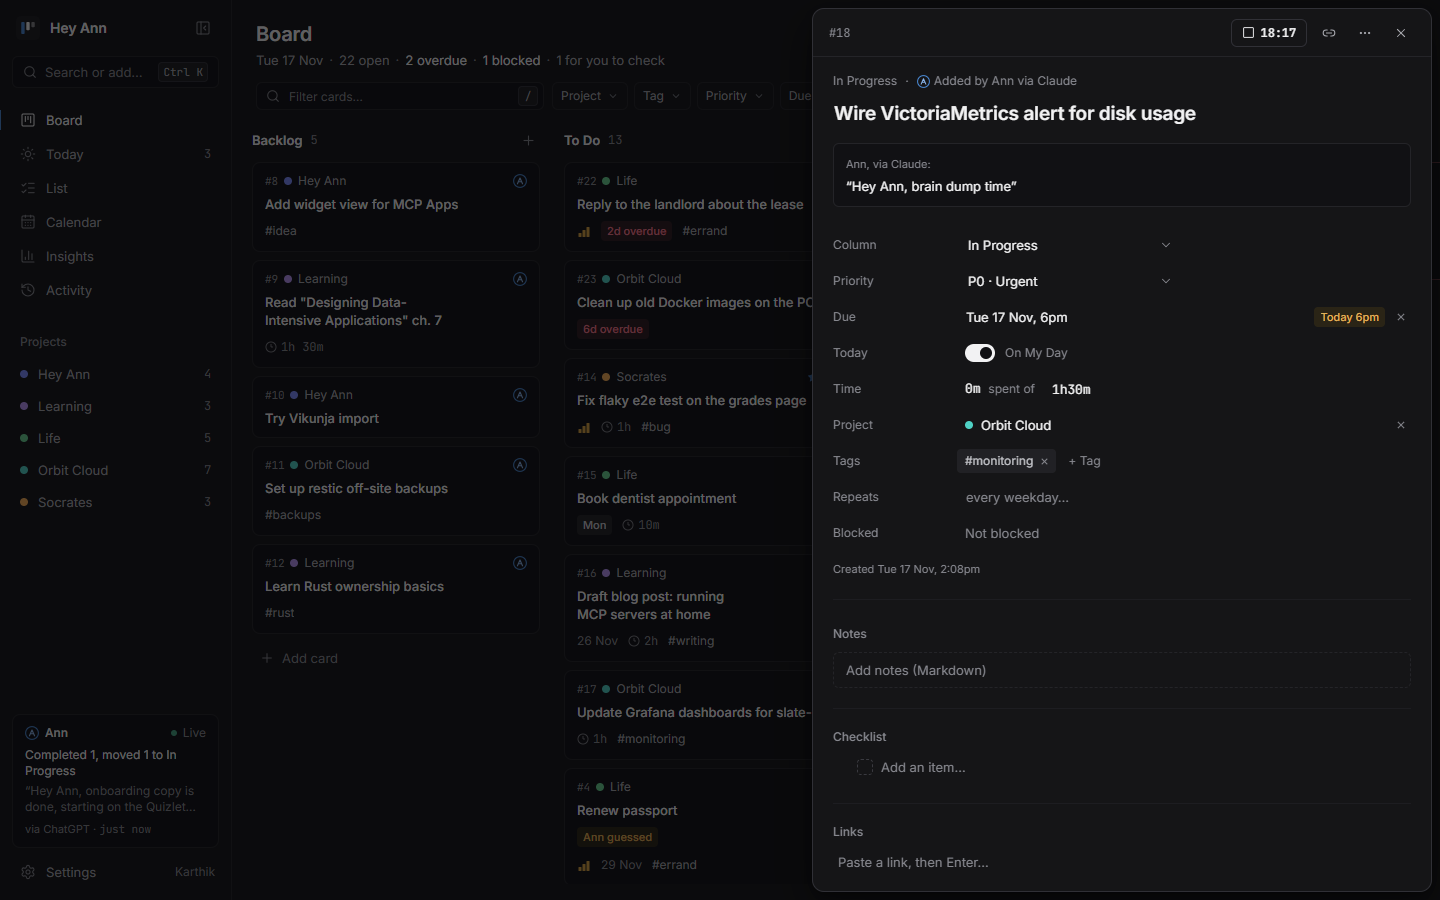 Hey Ann
Search or add...
Ctrl K
Board
Today
3
List
Calendar
Insights
Activity
Projects
Hey Ann
4
Learning
3
Life
5
Orbit Cloud
7
Socrates
3
Ann
Live
Completed 1, moved 1 to In
Progress
“Hey Ann, onboarding copy is
done, starting on the Quizlet...
via ChatGPT · just now
Settings
Karthik
Board
Tue 17 Nov · 22 open · 2 overdue · 1 blocked · 1 for you to check
Filter cards...
/
Project
Tag
Priority
Due
Backlog 5
#8 Hey Ann
Add widget view for MCP Apps
#idea
#9 Learning
Read "Designing Data-
Intensive Applications" ch. 7
1h 30m
#10 Hey Ann
Try Vikunja import
#11 Orbit Cloud
Set up restic off-site backups
#backups
#12 Learning
Learn Rust ownership basics
#rust
Add card
To Do 13
#22 Life
Reply to the landlord about the lease
2d overdue
#errand
#23 Orbit Cloud
Clean up old Docker images on the PC
6d overdue
#14 Socrates
Fix flaky e2e test on the grades page
1h
#bug
#15 Life
Book dentist appointment
Mon
10m
#16 Learning
Draft blog post: running
MCP servers at home
26 Nov
2h
#writing
#17 Orbit Cloud
Update Grafana dashboards for slate-
1h
#monitoring
#4 Life
Renew passport
Ann guessed
29 Nov
#errand
#18
18:17
In Progress · Added by Ann via Claude
Wire VictoriaMetrics alert for disk usage
Ann, via Claude:
“Hey Ann, brain dump time”
Column
In Progress
Priority
P0 · Urgent
Due
Tue 17 Nov, 6pm
Today 6pm
Today
On My Day
Time
0m spent of 1h30m
Project
Orbit Cloud
Tags
#monitoring
+ Tag
Repeats
every weekday...
Blocked
Not blocked
Created Tue 17 Nov, 2:08pm
Notes
Add notes (Markdown)
Checklist
Add an item...
Links
Paste a link, then Enter...